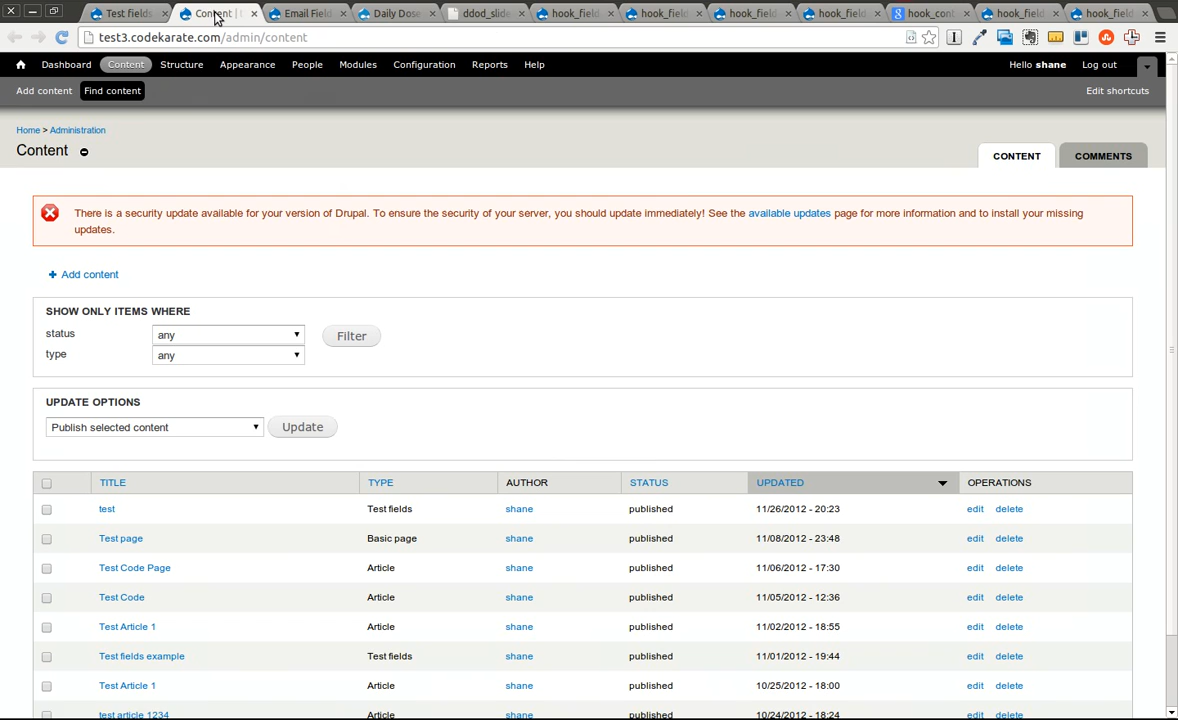 Test fields
Content |
Email Field
Daily Dose
ddod_slide
hook_field
hook_field
hook_field
hook_field
hook_cont
hook_field
hook_field
test3.codekarate.com/admin/content
Dashboard Content Structure Appearance People Modules Configuration Reports Help Hello shane Log out
Add content Find content Edit shortcuts
Home > Administration
Content
CONTENT COMMENTS
There is a security update available for your version of Drupal. To ensure the security of your server, you should update immediately! See the available updates page for more information and to install your missing
updates.
Add content
SHOW ONLY ITEMS WHERE
status any Filter
type any
UPDATE OPTIONS
Publish selected content Update
TITLE TYPE AUTHOR STATUS UPDATED OPERATIONS
test Test fields shane published 11/26/2012 - 20:23 edit delete
Test page Basic page shane published 11/08/2012 - 23:48 edit delete
Test Code Page Article shane published 11/06/2012 - 17:30 edit delete
Test Code Article shane published 11/05/2012 - 12:36 edit delete
Test Article 1 Article shane published 11/02/2012 - 18:55 edit delete
Test fields example Test fields shane published 11/01/2012 - 19:44 edit delete
Test Article 1 Article shane published 10/25/2012 - 18:00 edit delete
test article 1234 Article shane published 10/24/2012 - 18:24 edit delete